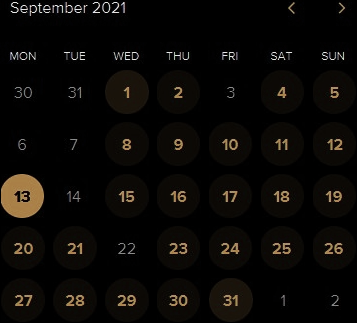 September 2021
MON TUE WED THU FRI SAT SUN
30 31 1 2 3 4 5
6 7 8 9 10 11 12
13 14 15 16 17 18 19
20 21 22 23 24 25 26
27 28 29 30 31 1 2